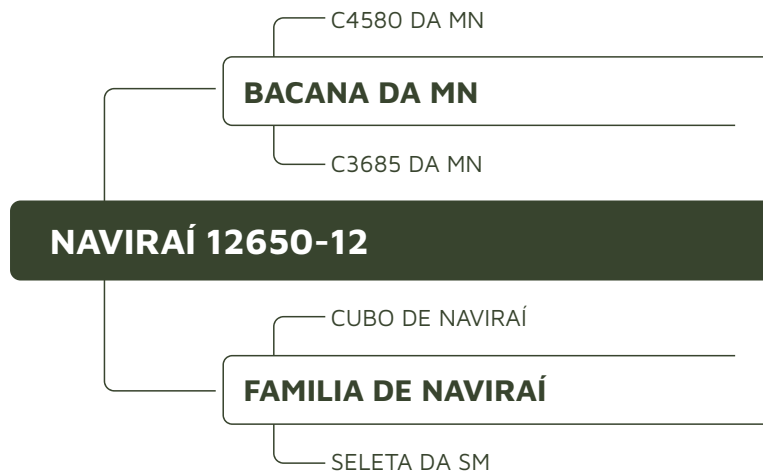 C4580 DA MN
BACANA DA MN
C3685 DA MN
NAVIRAÍ 12650-12
CUBO DE NAVIRAÍ
FAMILIA DE NAVIRAÍ
SELETA DA SM